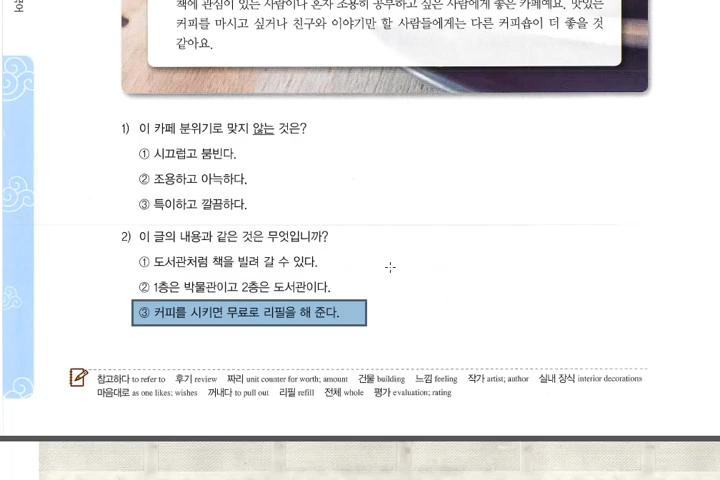 책에 관심이 있는 사람이나 혼자 조용히 공부하고 싶은 사람에게 좋은 카페예요. 맛있는
커피를 마시고 싶거나 친구와 이야기만 할 사람들에게는 다른 커피숍이 더 좋을 것
같아요.
1) 이 카페 분위기로 맞지 않는 것은?
① 시끄럽고 붐빈다.
② 조용하고 아늑하다.
③ 특이하고 깔끔하다.
2) 이 글의 내용과 같은 것은 무엇입니까?
① 도서관처럼 책을 빌려 갈 수 있다.
② 1층은 박물관이고 2층은 도서관이다.
③ 커피를 시키면 무료로 리필을 해 준다.
참고하다 to refer to 후기 review 짜리 unit counter for worth; amount 건물 building 느낌 feeling 작가 artist; author 실내 장식 interior decorations
마음대로 as one likes; wishes 꺼내다 to pull out 리필 refill 전체 whole 평가 evaluation; rating